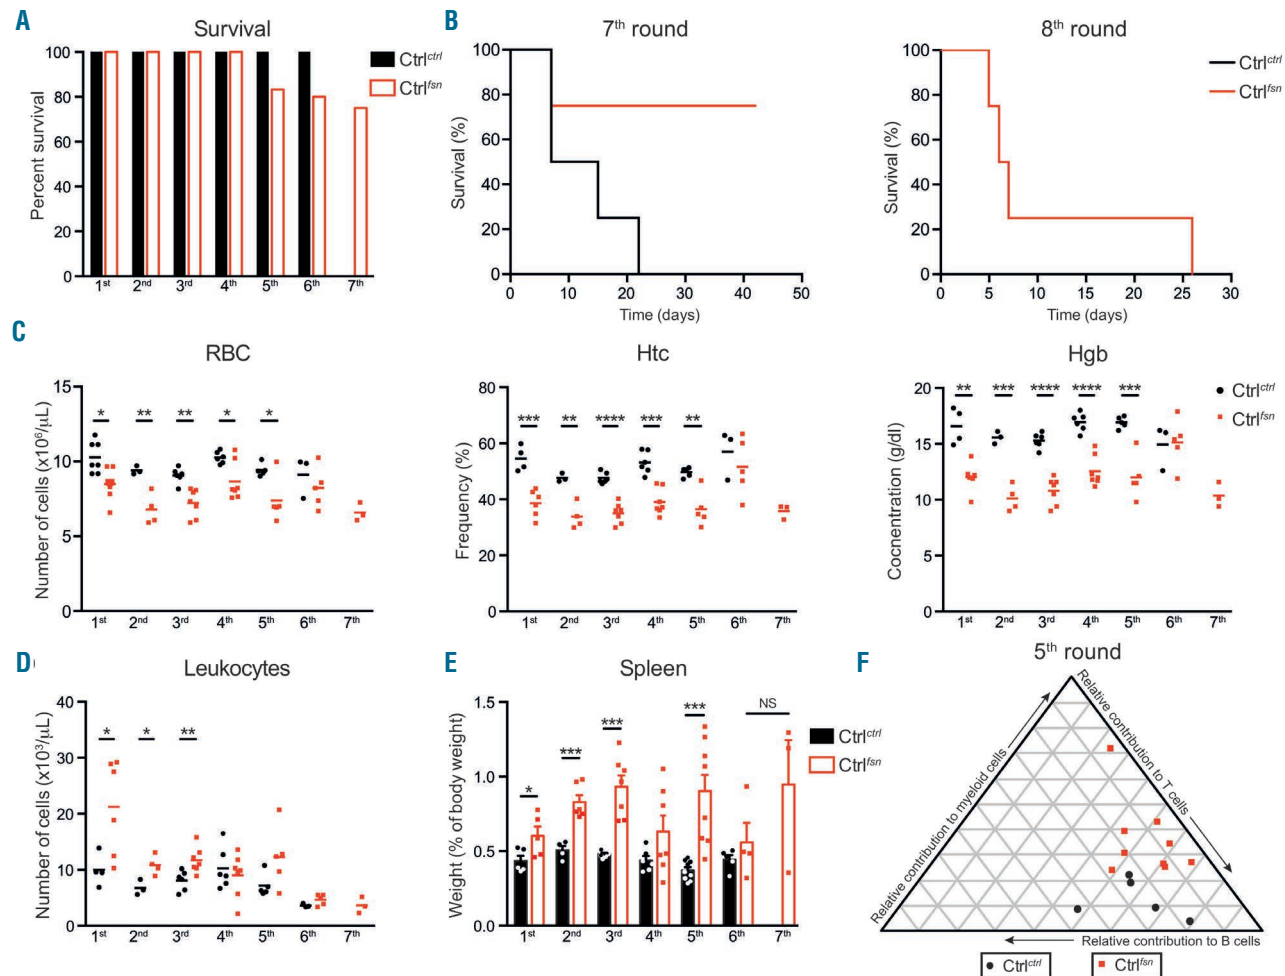 A
Survival
Percent survival
100
80
60
40
20
0
1st 2nd 3rd 4th 5th 6th 7th
Ctrlctrl
Ctrlfsn
B
7th round
Survival (%)
100
80
60
40
20
0
0 10 20 30 40 50
Time (days)
8th round
Survival (%)
100
80
60
40
20
0
0 5 10 15 20 25 30
Time (days)
Ctrlctrl
Ctrlfsn
C
RBC
Number of cells (x10⁶/µL)
15
10
5
0
* ** ** * *
1st 2nd 3rd 4th 5th 6th 7th
Htc
Frequency (%)
80
60
40
20
0
*** ** **** *** **
1st 2nd 3rd 4th 5th 6th 7th
Hgb
Cocnentration (g/dl)
20
15
10
5
0
** *** **** **** ***
1st 2nd 3rd 4th 5th 6th 7th
Ctrlctrl
Ctrlfsn
D
Leukocytes
Number of cells (x10³/µL)
40
30
20
10
0
* * **
1st 2nd 3rd 4th 5th 6th 7th
E
Spleen
Weight (% of body weight)
1.5
1.0
0.5
0.0
* *** *** *** NS
1st 2nd 3rd 4th 5th 6th 7th
Ctrlctrl
Ctrlfsn
F
5th round
Relative contribution to myeloid cells
Relative contribution to T cells
Relative contribution to B cells
Ctrlctrl
Ctrlfsn